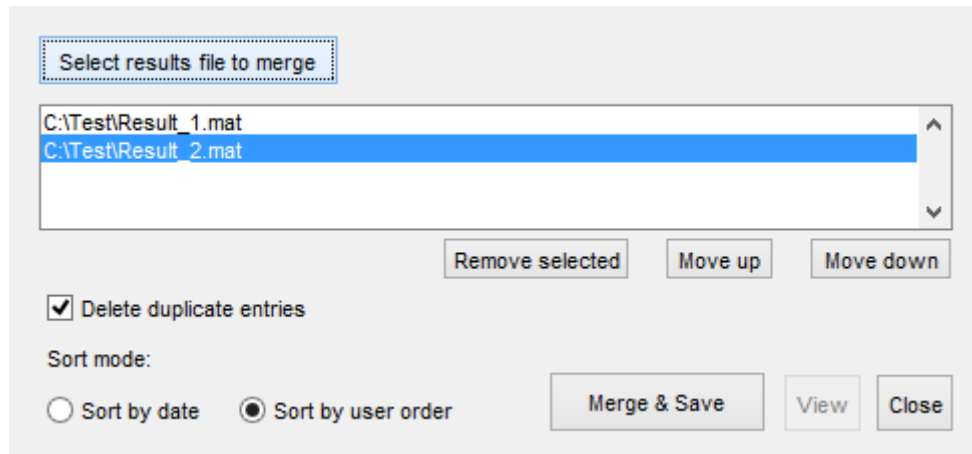 Select results file to merge
C:\Test\Result_1.mat
C:\Test\Result_2.mat
Remove selected
Move up
Move down
Delete duplicate entries
Sort mode:
Sort by date
Sort by user order
Merge & Save
View
Close